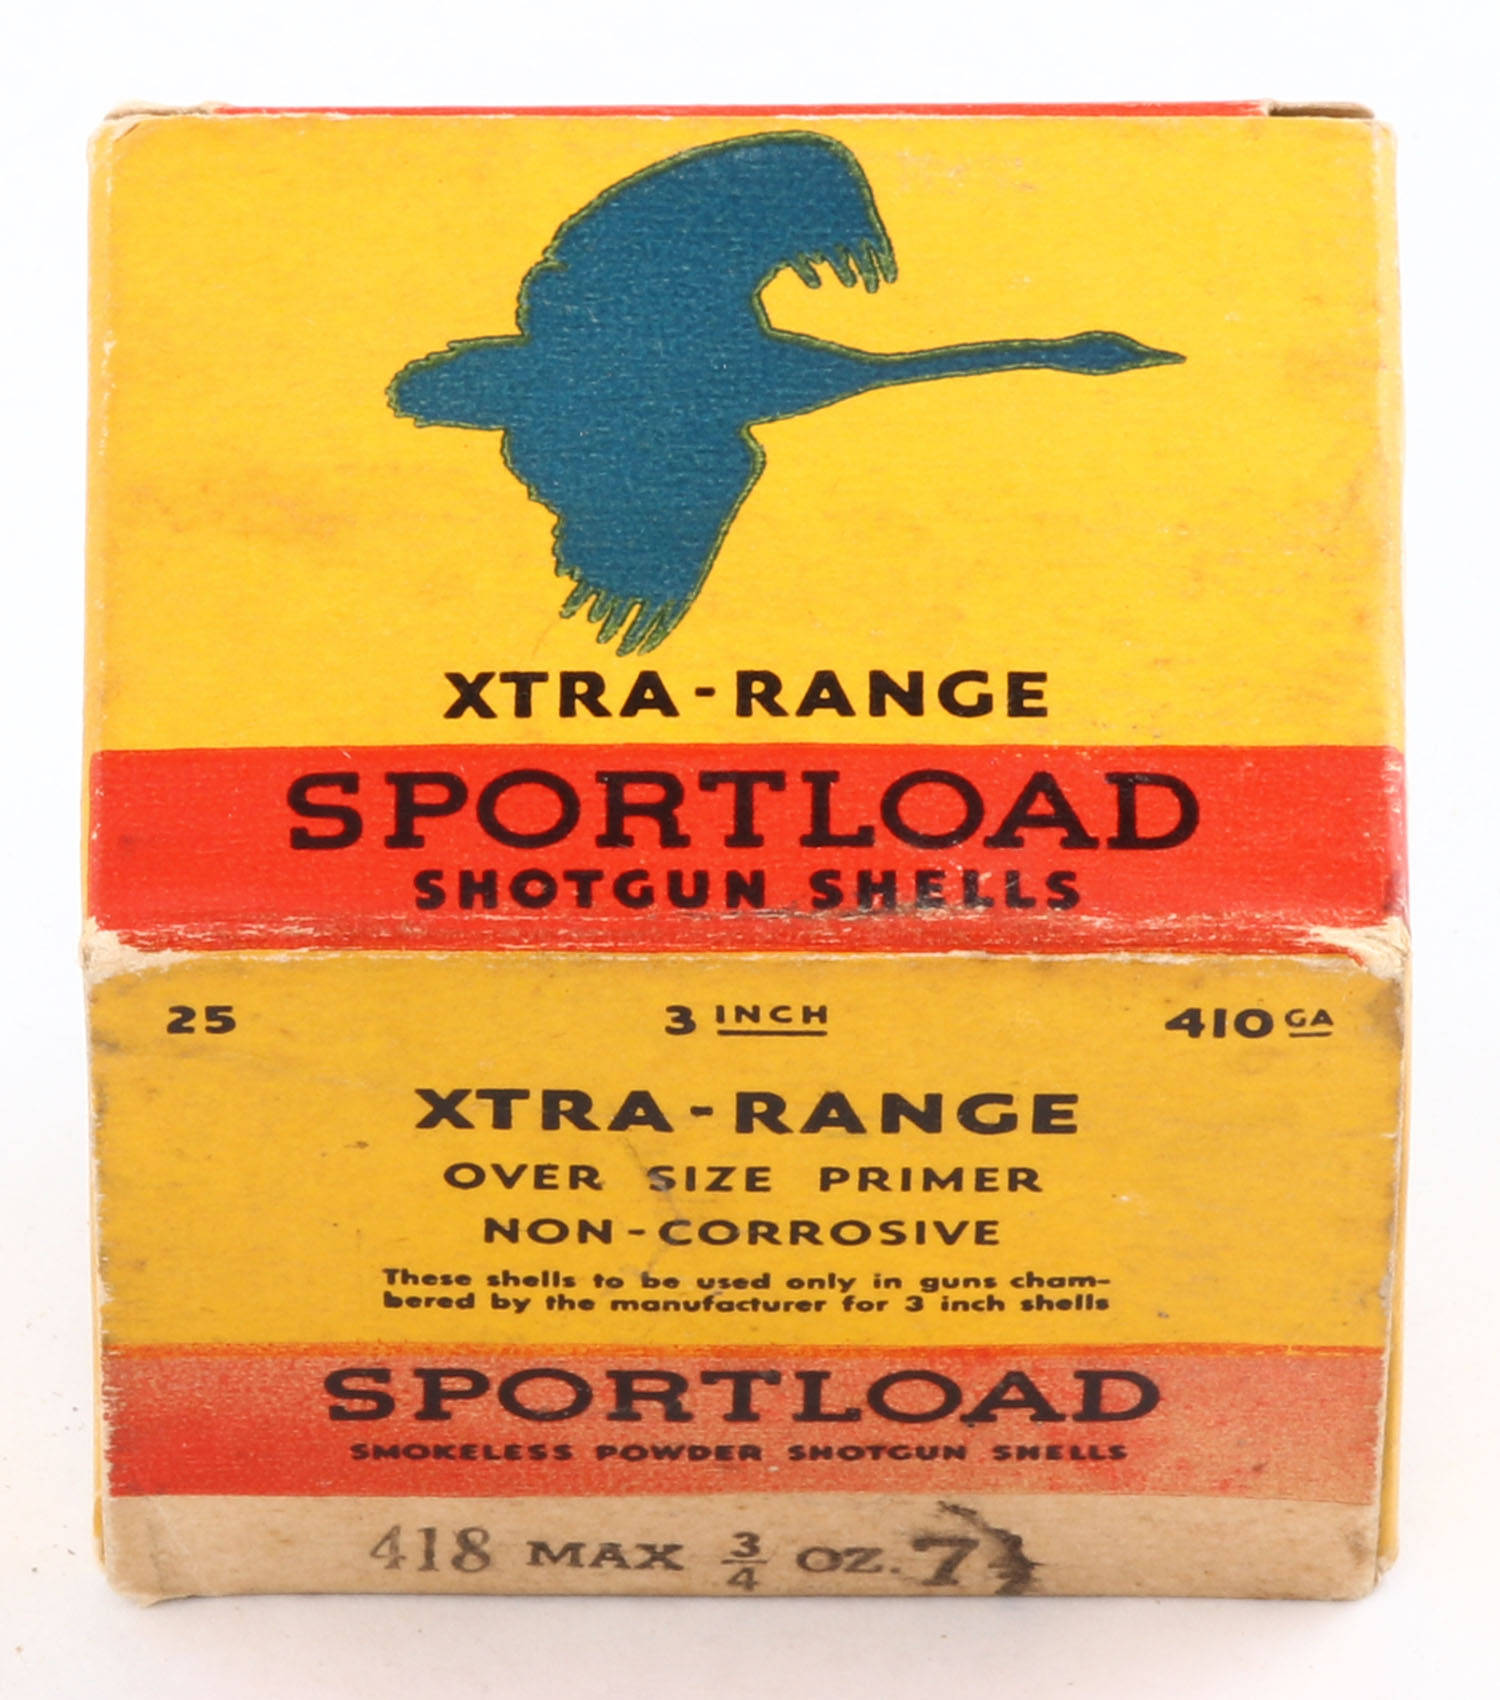 XTRA-RANGE
SPORTLOAD
SHOTGUN SHELLS
25 3 INCH 410 GA
XTRA-RANGE
OVER SIZE PRIMER
NON-CORROSIVE
These shells to be used only in guns cham-
bered by the manufacturer for 3 inch shells
SPORTLOAD
SMOKELESS POWDER SHOTGUN SHELLS
418 MAX 3/4 OZ. 7½